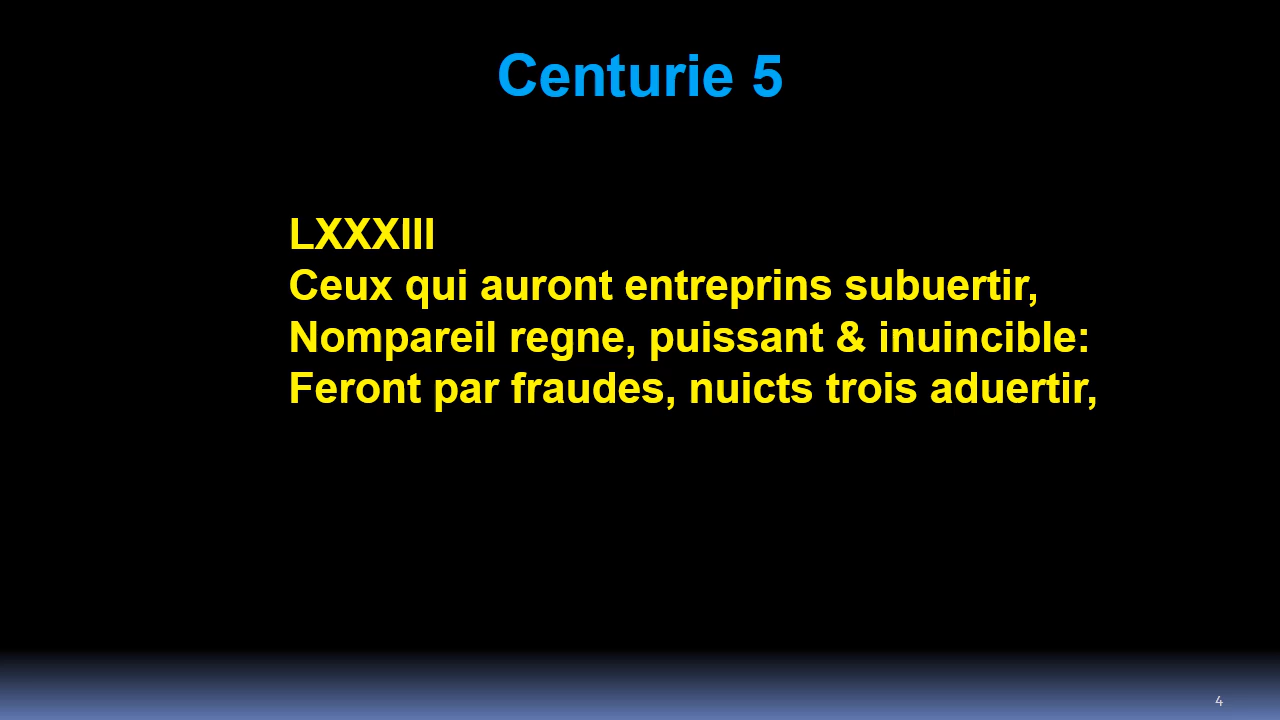 Centurie 5
LXXXIII
Ceux qui auront entreprins subuertir,
Nompareil regne, puissant & inuincible:
Feront par fraudes, nuicts trois aduertir,
4